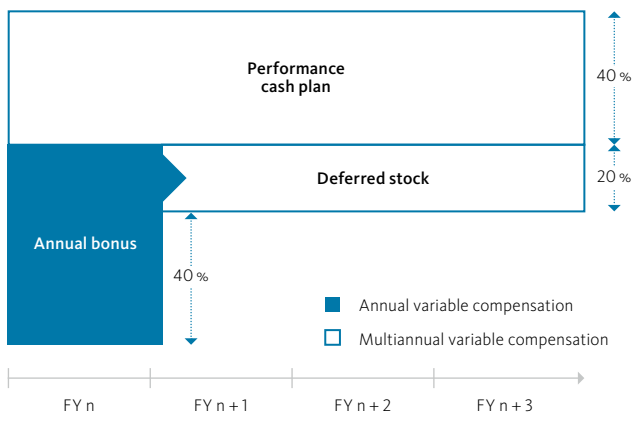 Performance
cash plan
40 %
Deferred stock
20 %
Annual bonus
40 %
Annual variable compensation
Multiannual variable compensation
FY n
FY n + 1
FY n + 2
FY n + 3